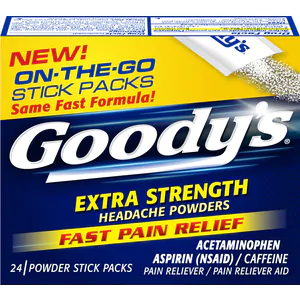 NEW!
ON-THE-GO
STICK PACKS
Same Fast Formula!
Goody's
EXTRA STRENGTH
HEADACHE POWDERS
FAST PAIN RELIEF
ACETAMINOPHEN
ASPIRIN (NSAID) / CAFFEINE
24 | POWDER STICK PACKS
PAIN RELIEVER / PAIN RELIEVER AID